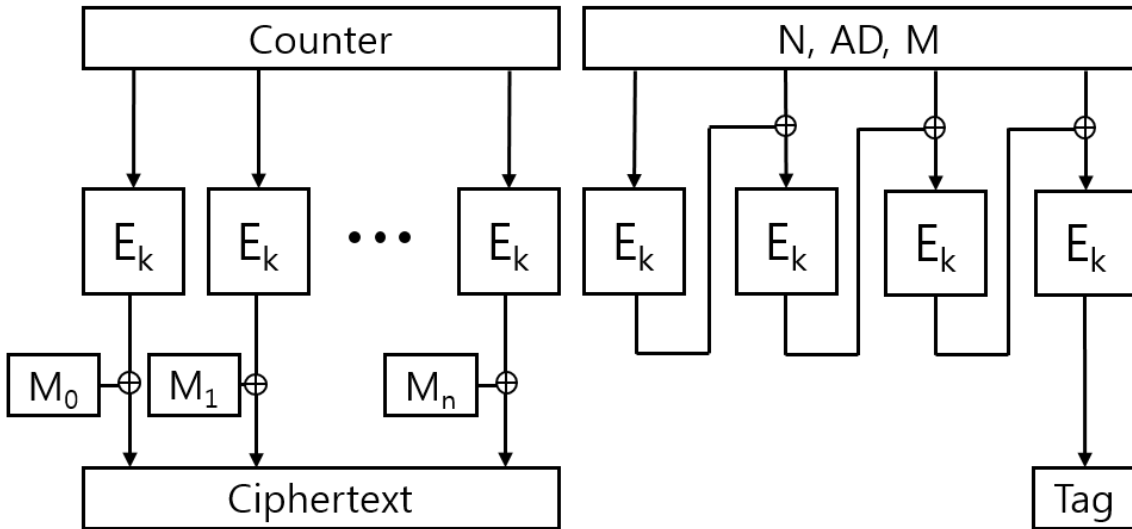 Counter
N, AD, M
E_k E_k ••• E_k E_k E_k E_k E_k
M_0 M_1 M_n
Ciphertext
Tag